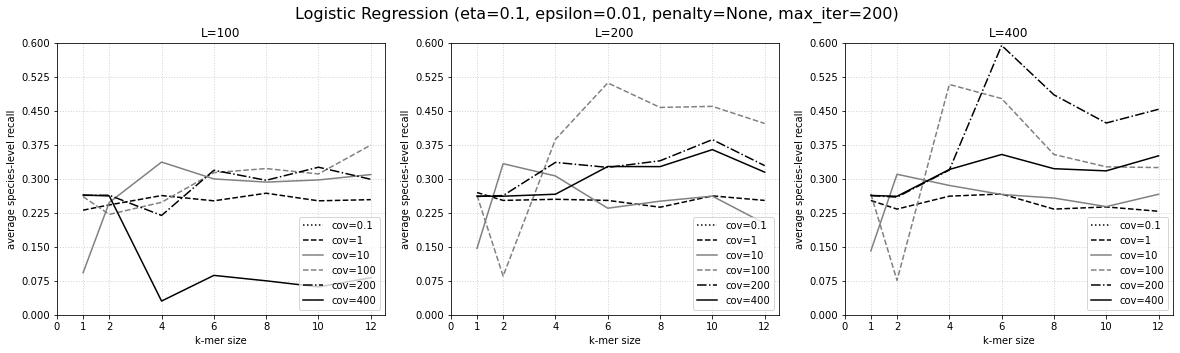 Logistic Regression (eta=0.1, epsilon=0.01, penalty=None, max_iter=200)
L=100
0.600
0.525
0.450
0.375
0.300
0.225
0.150
0.075
0.000
average species-level recall
0 1 2 4 6 8 10 12
k-mer size
cov=0.1
cov=1
cov=10
cov=100
cov=200
cov=400
L=200
0.600
0.525
0.450
0.375
0.300
0.225
0.150
0.075
0.000
average species-level recall
0 1 2 4 6 8 10 12
k-mer size
cov=0.1
cov=1
cov=10
cov=100
cov=200
cov=400
L=400
0.600
0.525
0.450
0.375
0.300
0.225
0.150
0.075
0.000
average species-level recall
0 1 2 4 6 8 10 12
k-mer size
cov=0.1
cov=1
cov=10
cov=100
cov=200
cov=400